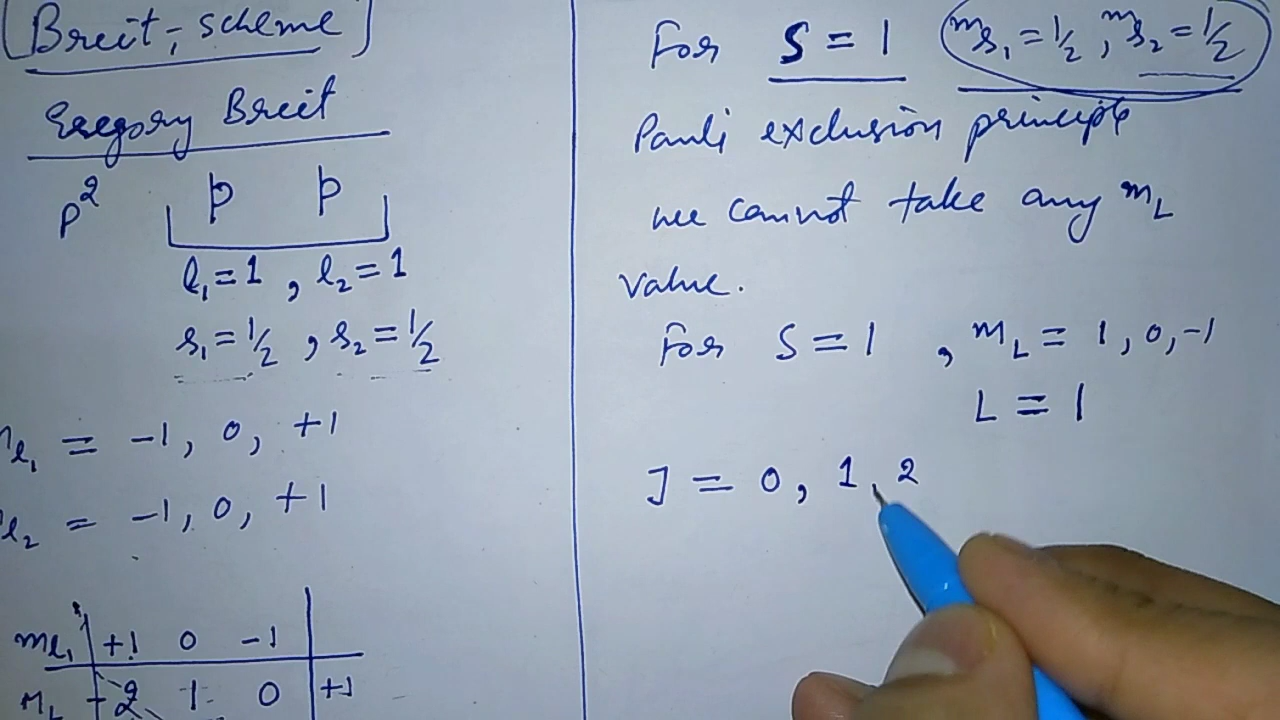 [Breit, scheme]
Gregory Breit
p² p p
l₁ = 1, l₂ = 1
s₁ = 1/2, s₂ = 1/2
mₗ₁ = -1, 0, +1
mₗ₂ = -1, 0, +1
mₗ₁ +1 0 -1
M_L 2 1 0 +1
For S = 1 mₛ₁ = 1/2, mₛ₂ = 1/2
Pauli exclusion principle
we cannot take any m_L
value.
For S = 1, m_L = 1, 0, -1
L = 1
J = 0, 1, 2